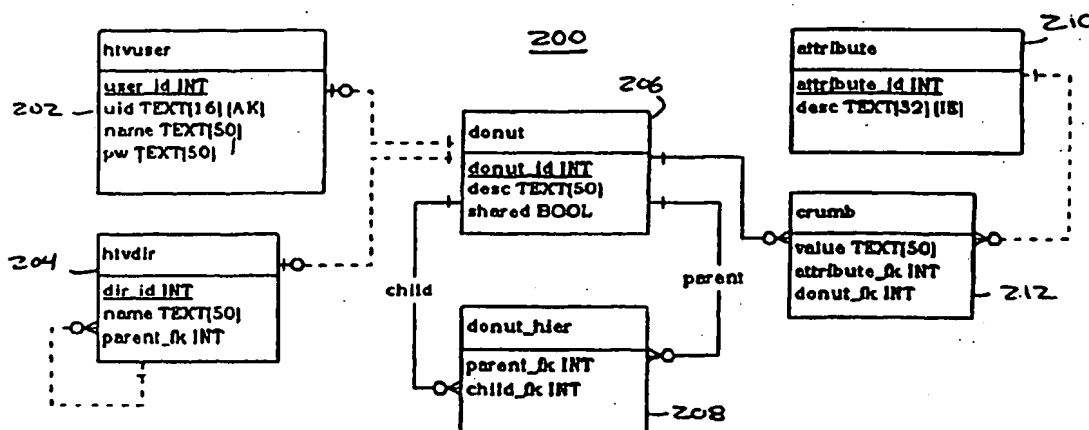 200
202
htvuser
user_id INT
uid TEXT[16] (AK)
name TEXT[50]
pw TEXT[50]
204
htvdir
dir_id INT
name TEXT[50]
parent_fk INT
206
donut
donut_id INT
desc TEXT[50]
shared BOOL
child
parent
donut_hier
parent_fk INT
child_fk INT
208
210
attribute
attribute_id INT
desc TEXT[32] (IE)
crumb
value TEXT[50]
attribute_fk INT
donut_fk INT
212